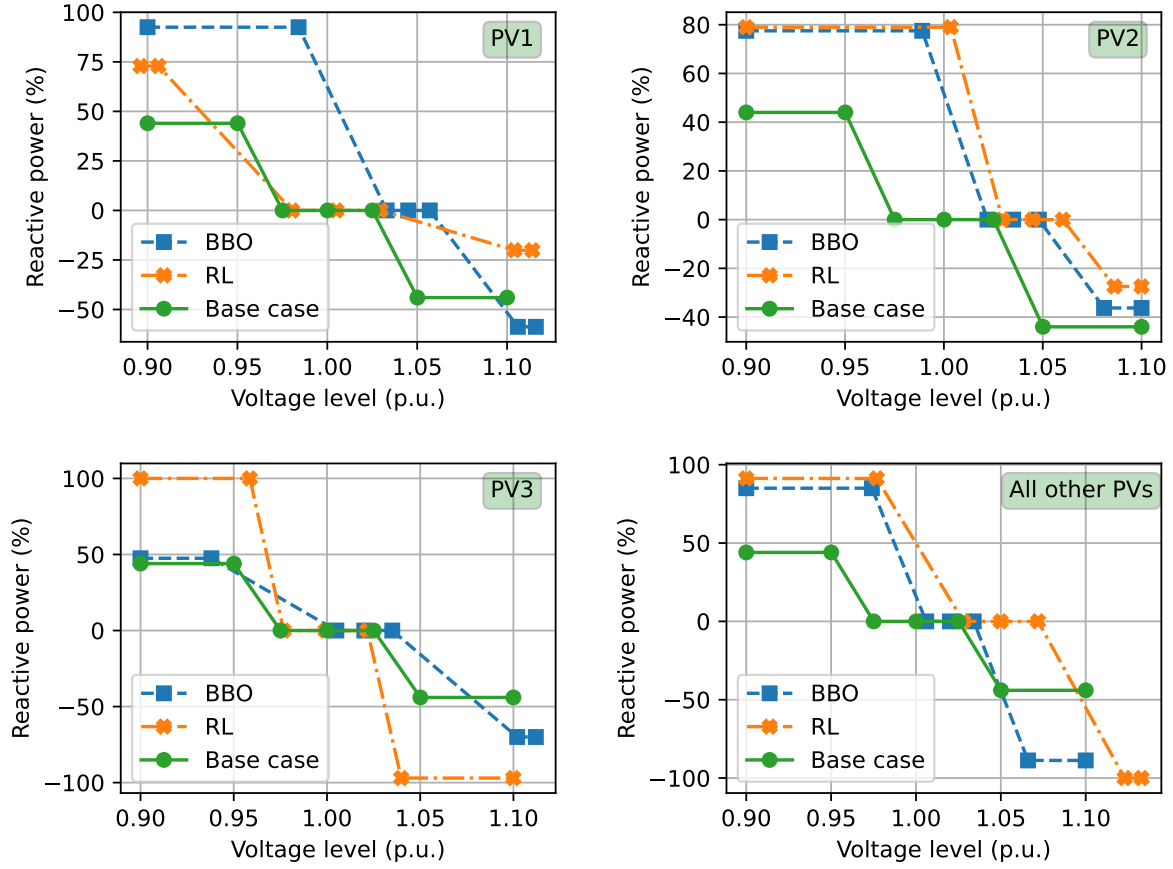 100
75
50
25
0
−25
−50
Reactive power (%)
PV1
BBO
RL
Base case
0.90 0.95 1.00 1.05 1.10
Voltage level (p.u.)
80
60
40
20
0
−20
−40
Reactive power (%)
PV2
BBO
RL
Base case
0.90 0.95 1.00 1.05 1.10
Voltage level (p.u.)
100
50
0
−50
−100
Reactive power (%)
PV3
BBO
RL
Base case
0.90 0.95 1.00 1.05 1.10
Voltage level (p.u.)
100
50
0
−50
−100
Reactive power (%)
All other PVs
BBO
RL
Base case
0.90 0.95 1.00 1.05 1.10
Voltage level (p.u.)